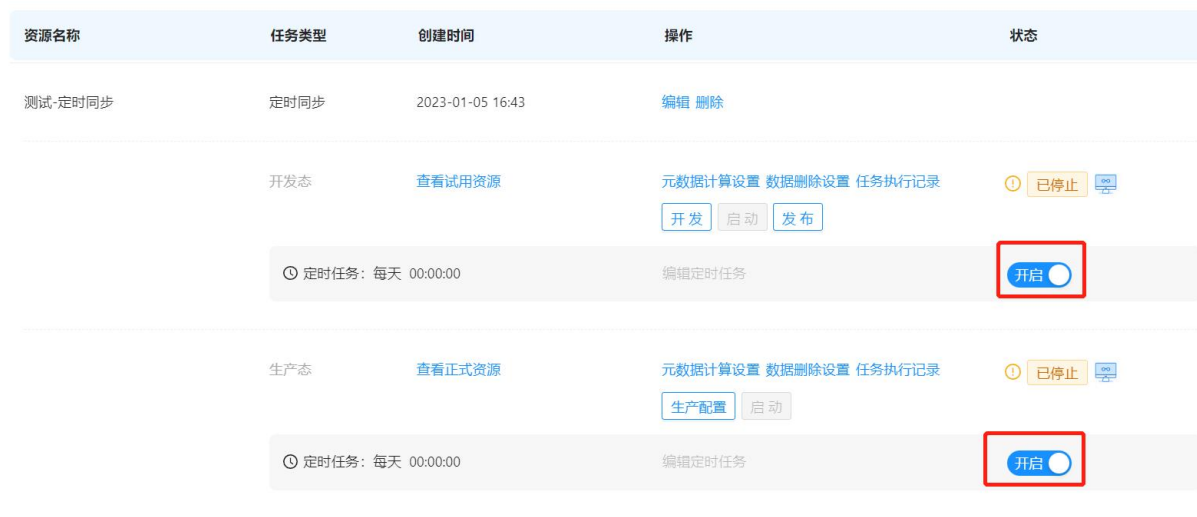 资源名称 任务类型 创建时间 操作 状态
测试-定时同步 定时同步 2023-01-05 16:43 编辑 删除
开发态 查看试用资源 元数据计算设置 数据删除设置 任务执行记录 已停止
开发 启动 发布
定时任务：每天 00:00:00 编辑定时任务 开启
生产态 查看正式资源 元数据计算设置 数据删除设置 任务执行记录 已停止
生产配置 启动
定时任务：每天 00:00:00 编辑定时任务 开启